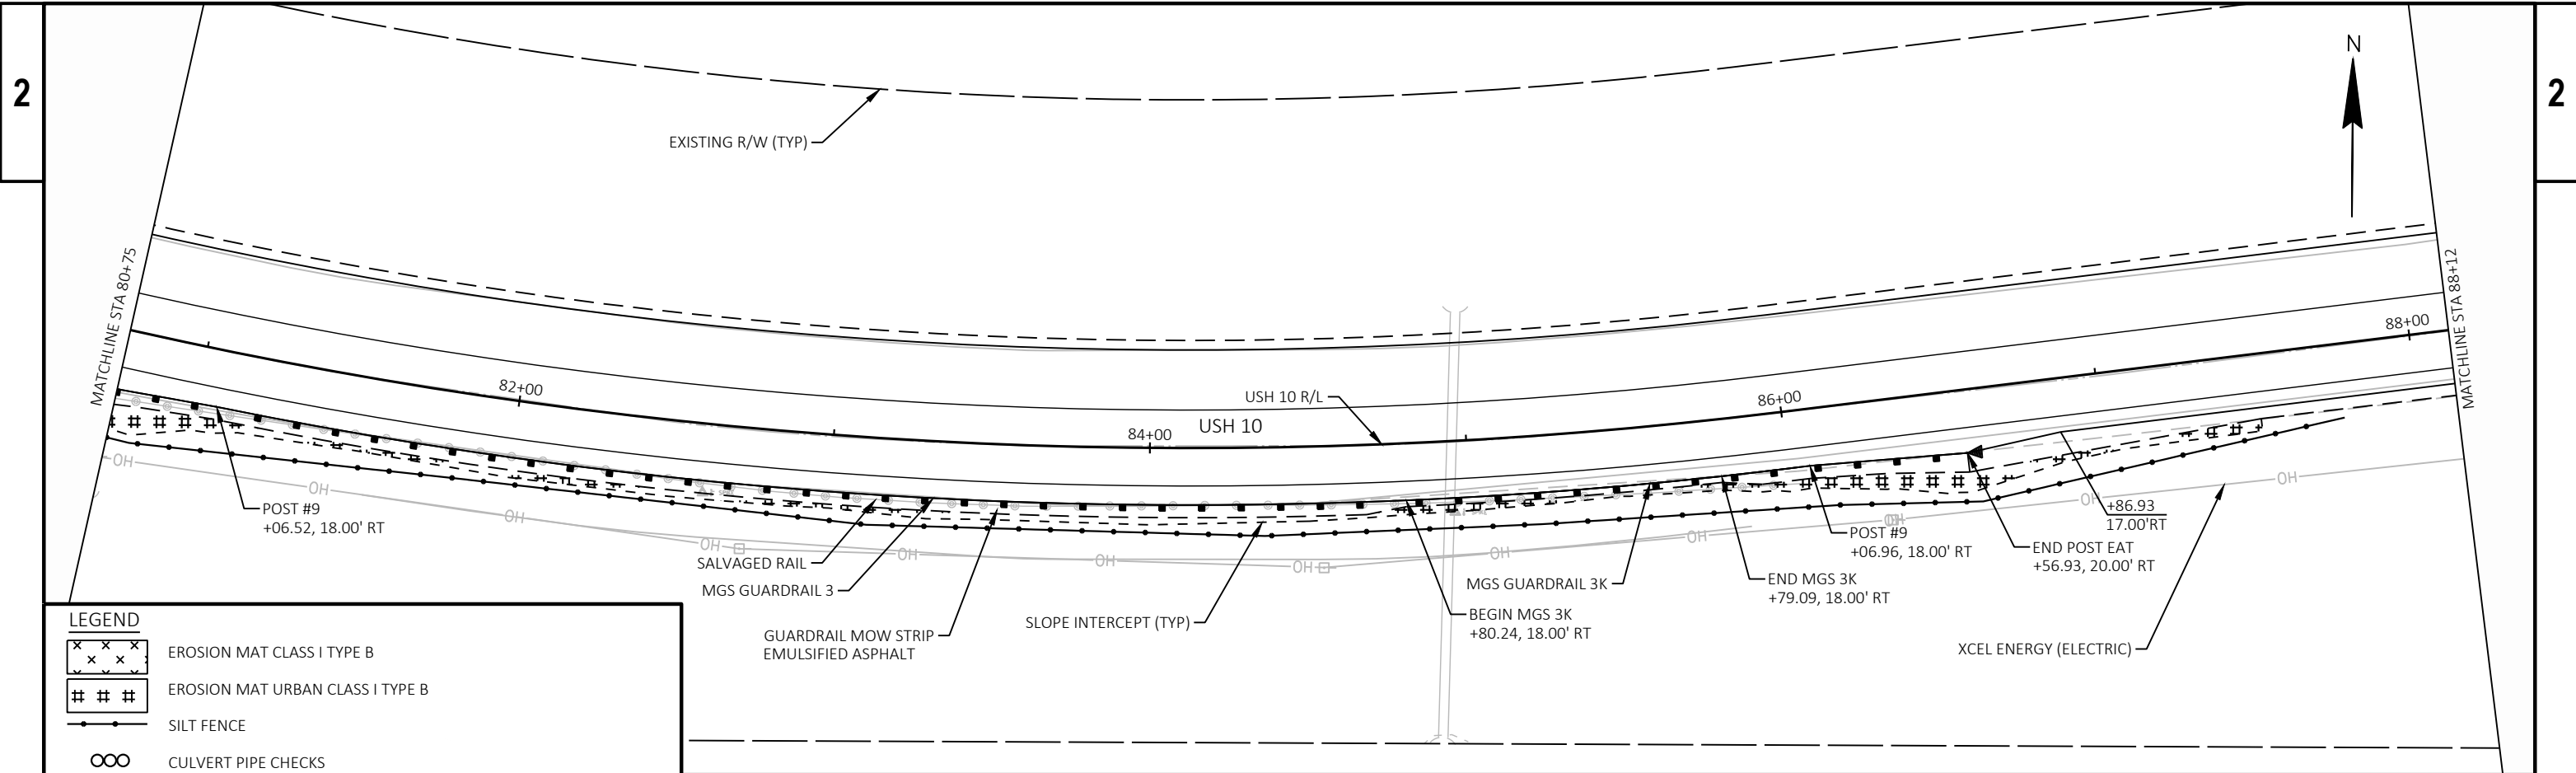 2
2
N
EXISTING R/W (TYP)
MATCHLINE STA 80+75
MATCHLINE STA 88+12
82+00
84+00
86+00
88+00
USH 10 R/L
USH 10
OH
OH
OH
OH
OH
OH
OH
OH
OH
OH
OH
OH
POST #9
+06.52, 18.00' RT
SALVAGED RAIL
MGS GUARDRAIL 3
GUARDRAIL MOW STRIP
EMULSIFIED ASPHALT
SLOPE INTERCEPT (TYP)
MGS GUARDRAIL 3K
BEGIN MGS 3K
+80.24, 18.00' RT
END MGS 3K
+79.09, 18.00' RT
POST #9
+06.96, 18.00' RT
END POST EAT
+56.93, 20.00' RT
+86.93
17.00'RT
XCEL ENERGY (ELECTRIC)
LEGEND
EROSION MAT CLASS I TYPE B
EROSION MAT URBAN CLASS I TYPE B
SILT FENCE
CULVERT PIPE CHECKS